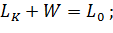 L_K + W = L_0 ;